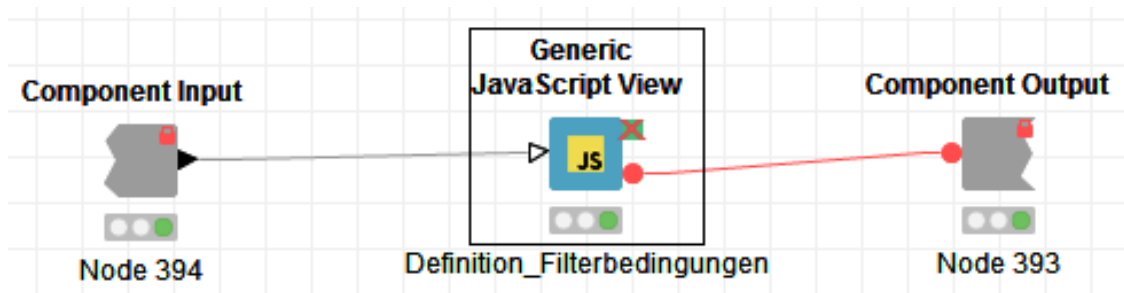 Generic
JavaScript View
Component Input
Component Output
JS
Node 394
Definition_Filterbedingungen
Node 393